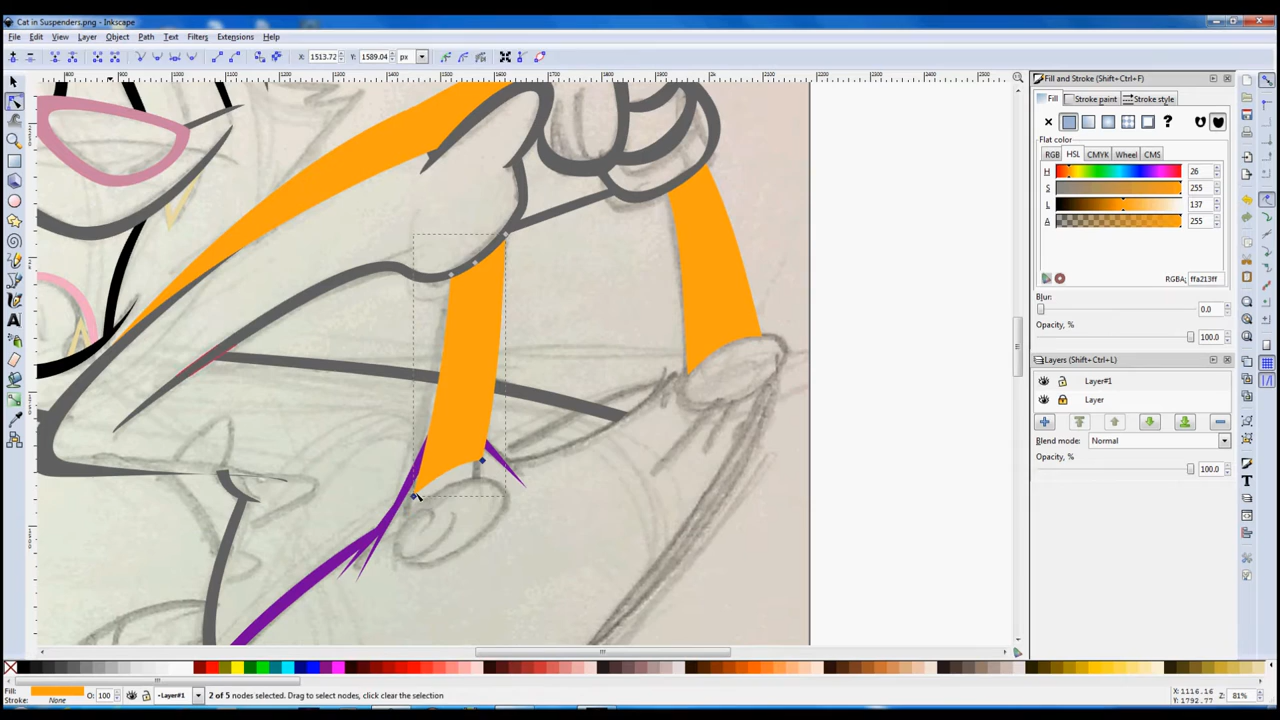 Cat in Suspenders.png - Inkscape
File Edit View Layer Object Path Text Filters Extensions Help
X: 1513.72 Y: 1589.04 px
Fill and Stroke (Shift+Ctrl+F)
Fill Stroke paint Stroke style
Flat color
RGB HSL CMYK Wheel CMS
H 26
S 255
L 137
A 255
RGBA: ffa213ff
Blur:
0.0
Opacity, %
100.0
Layers (Shift+Ctrl+L)
Layer#1
Layer
Blend mode: Normal
Opacity, %
100.0
Fill:
Stroke: None
O: 100
Layer#1
2 of 5 nodes selected. Drag to select nodes, click clear the selection
X: 1116.16
Y: 1792.77
Z: 81%